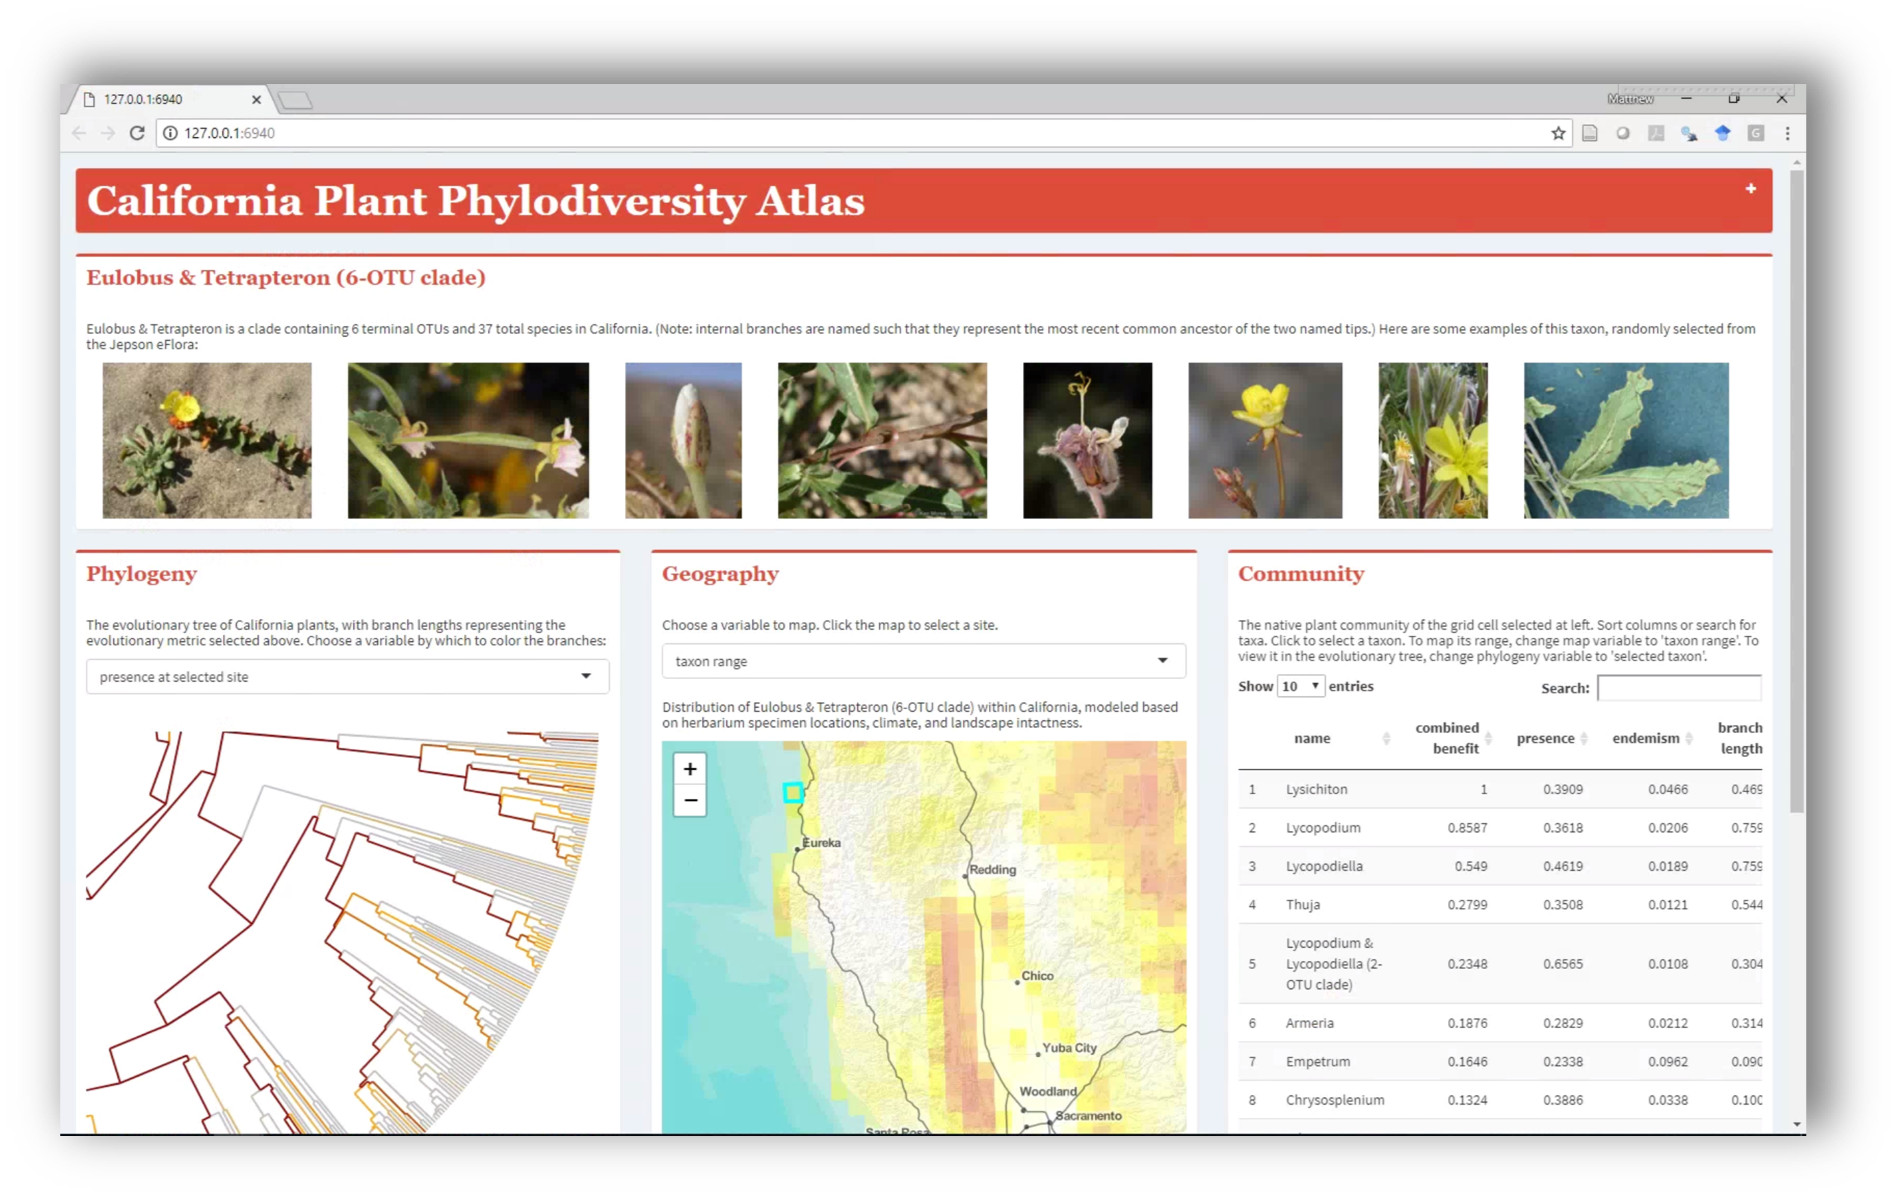 127.0.0.1:6940
Matthew
127.0.0.1:6940
California Plant Phylodiversity Atlas
Eulobus & Tetrapteron (6-OTU clade)
Eulobus & Tetrapteron is a clade containing 6 terminal OTUs and 37 total species in California. (Note: internal branches are named such that they represent the most recent common ancestor of the two named tips.) Here are some examples of this taxon, randomly selected from
the Jepson eFlora:
Phylogeny
The evolutionary tree of California plants, with branch lengths representing the
evolutionary metric selected above. Choose a variable by which to color the branches:
presence at selected site
Geography
Choose a variable to map. Click the map to select a site.
taxon range
Distribution of Eulobus & Tetrapteron (6-OTU clade) within California, modeled based
on herbarium specimen locations, climate, and landscape intactness.
+
−
Eureka
Redding
Chico
Yuba City
Woodland
Sacramento
Santa Rosa
Community
The native plant community of the grid cell selected at left. Sort columns or search for
taxa. Click to select a taxon. To map its range, change map variable to 'taxon range'. To
view it in the evolutionary tree, change phylogeny variable to 'selected taxon'.
Show 10 entries Search:
name combined benefit presence endemism branch length
1 Lysichiton 1 0.3909 0.0466 0.469
2 Lycopodium 0.8587 0.3618 0.0206 0.759
3 Lycopodiella 0.549 0.4619 0.0189 0.759
4 Thuja 0.2799 0.3508 0.0121 0.544
Lycopodium &
5 Lycopodiella (2- 0.2348 0.6565 0.0108 0.304
OTU clade)
6 Armeria 0.1876 0.2829 0.0212 0.314
7 Empetrum 0.1646 0.2338 0.0962 0.090
8 Chrysosplenium 0.1324 0.3886 0.0338 0.100